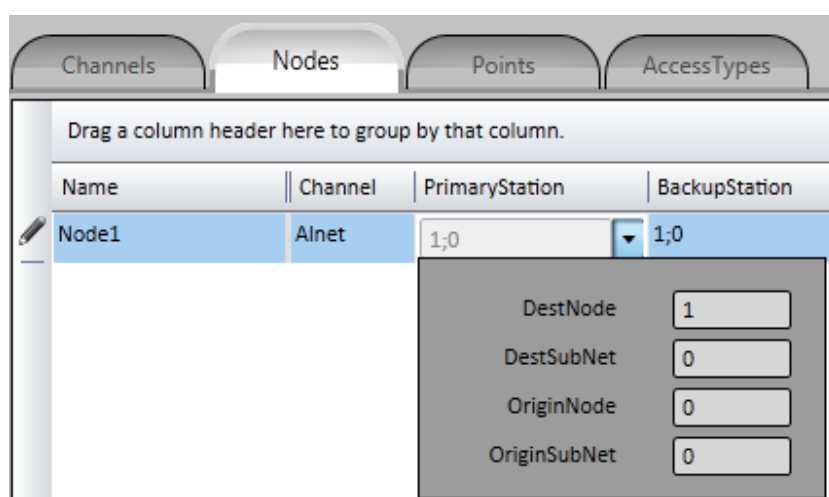 Channels Nodes Points AccessTypes
Drag a column header here to group by that column.
Name Channel PrimaryStation BackupStation
Node1 Alnet 1;0 1;0
DestNode 1
DestSubNet 0
OriginNode 0
OriginSubNet 0